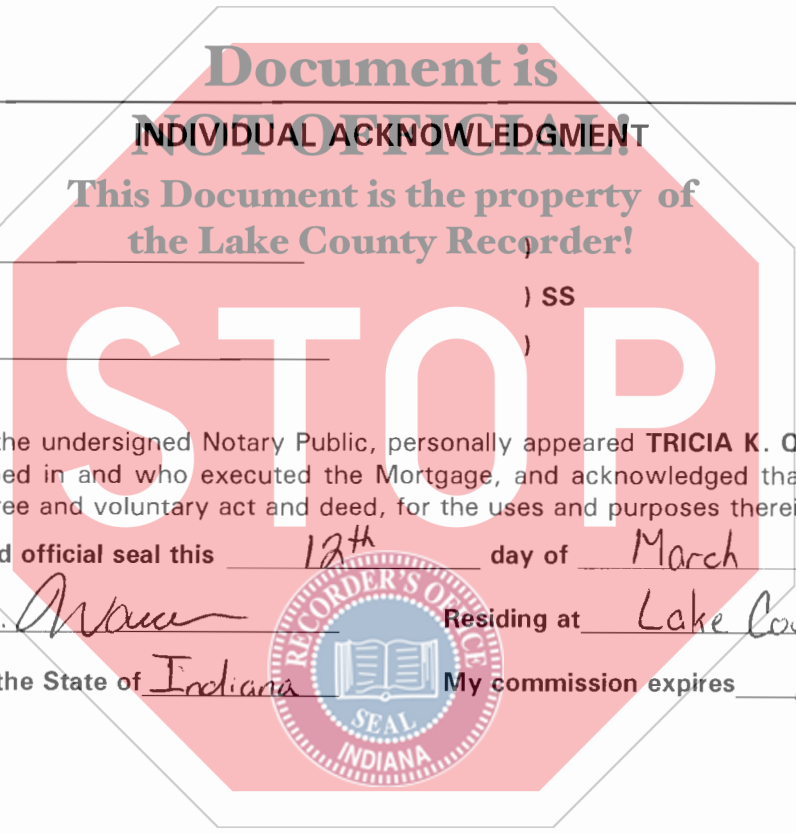 Document is
NOT OFFICIAL!
INDIVIDUAL ACKNOWLEDGMENT
This Document is the property of
the Lake County Recorder!
)
) SS
)
STOP
the undersigned Notary Public, personally appeared TRICIA K. O
ed in and who executed the Mortgage, and acknowledged tha
ree and voluntary act and deed, for the uses and purposes therei
d official seal this 12th day of March
Residing at Lake Cou
the State of Indiana My commission expires
RECORDER'S OFFICE
SEAL
INDIANA